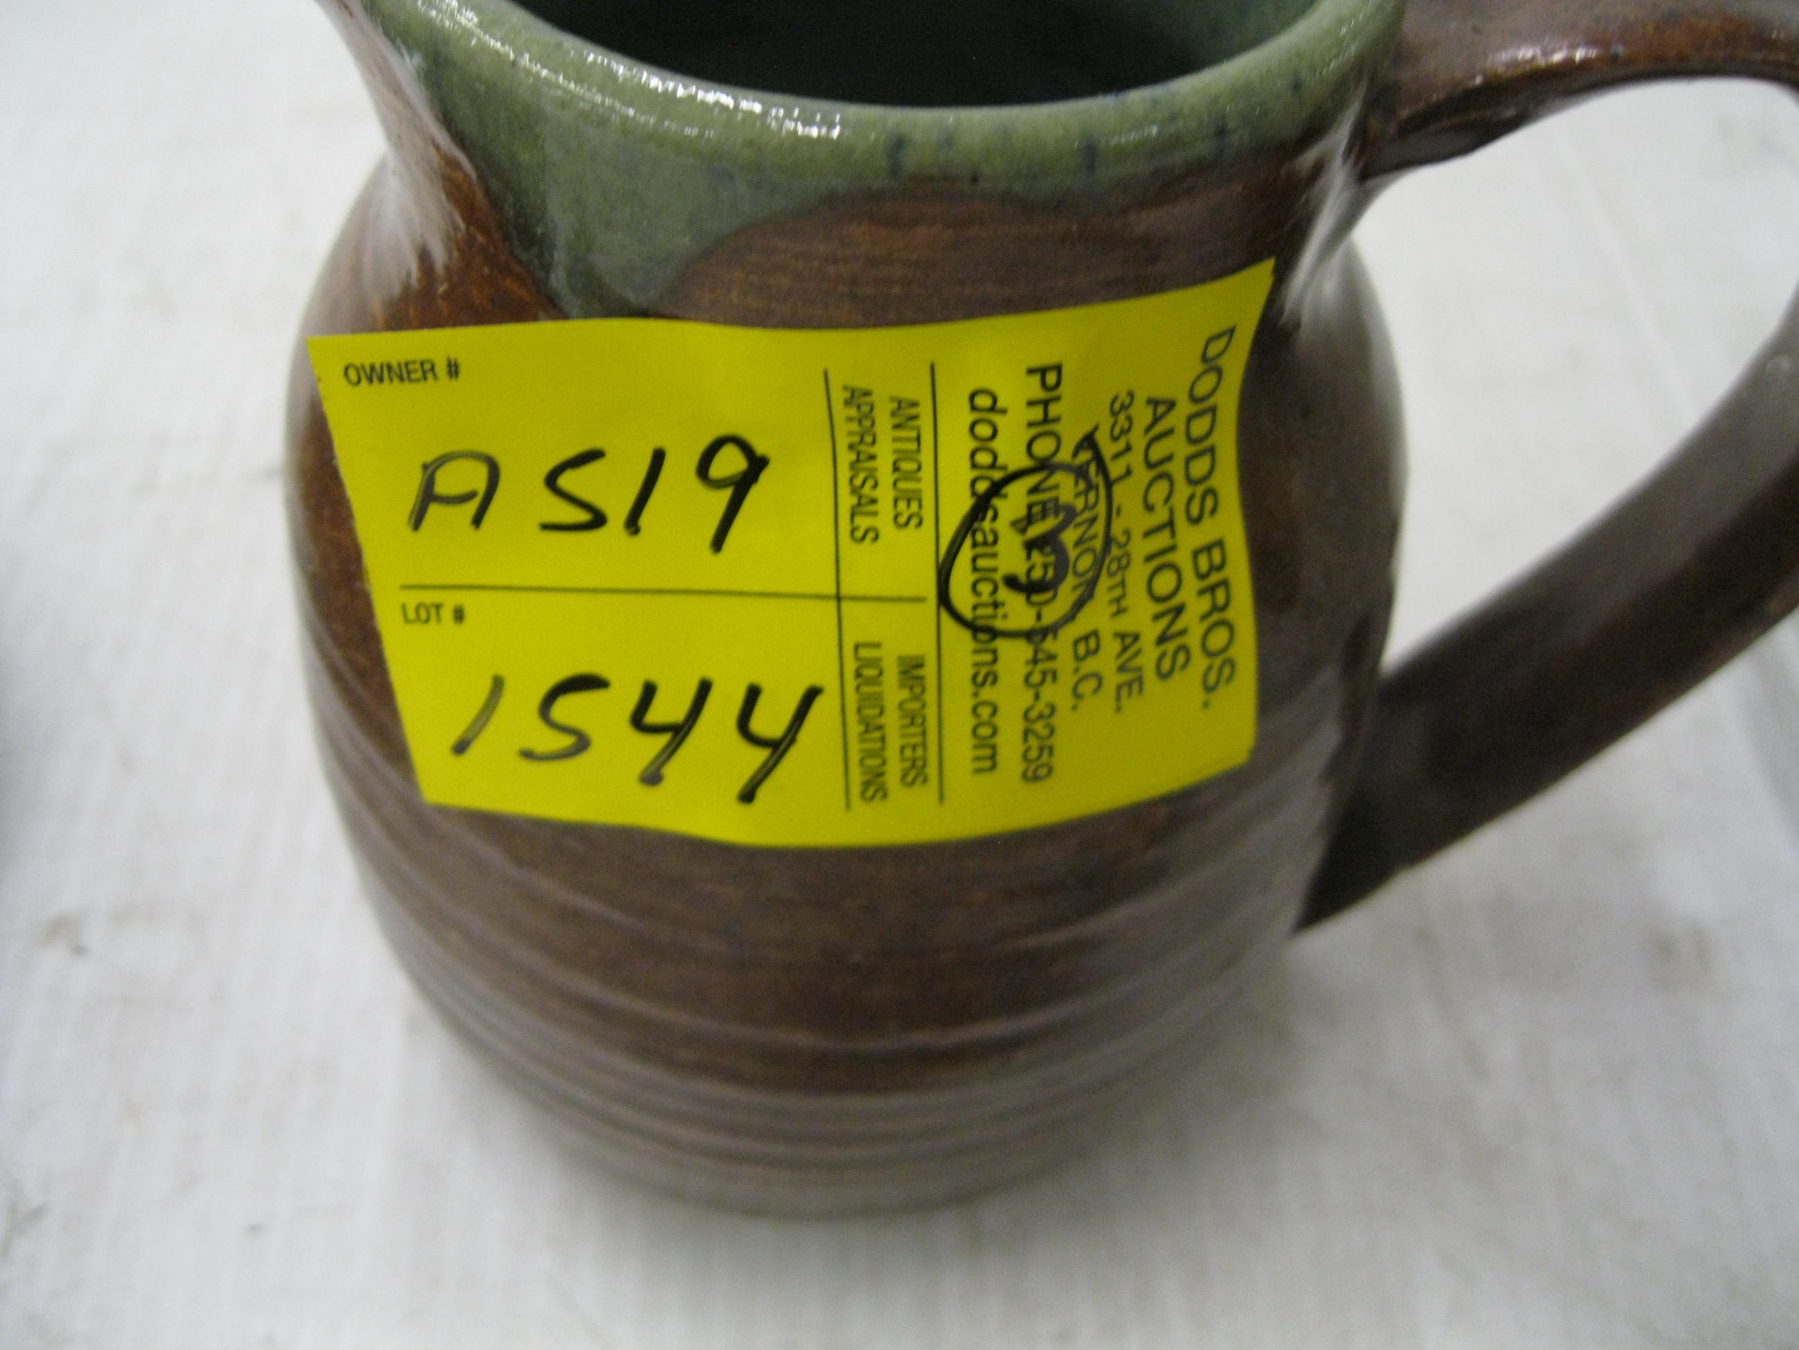 OWNER #
A519
LOT #
1544
ANTIQUES
APPRAISALS
IMPORTERS
LIQUIDATIONS
DODDS BROS.
AUCTIONS
3311 - 28TH AVE.
VERNON, B.C.
PHONE 250-545-3259
doddsauctions.com
3